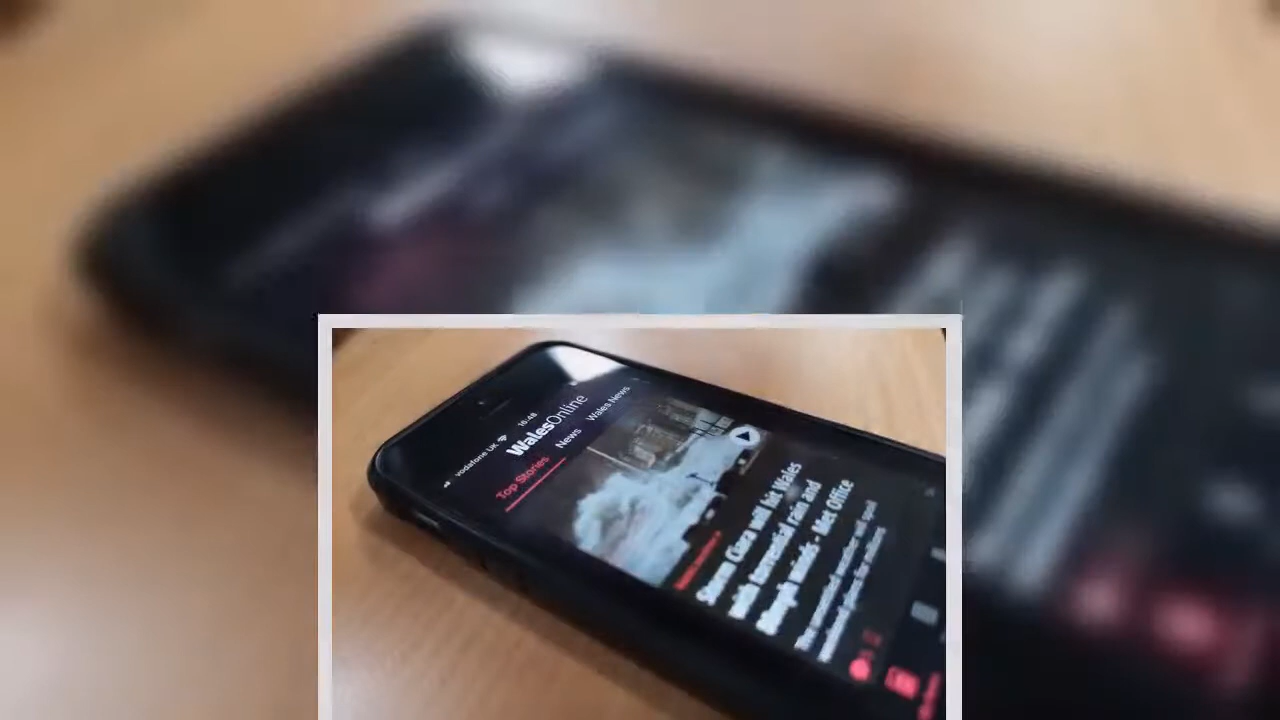 vodafone UK 16:48
WalesOnline
Top Stories News Wales News
Storm Ciara will hit Wales
with torrential rain and
winds - Met Office
The